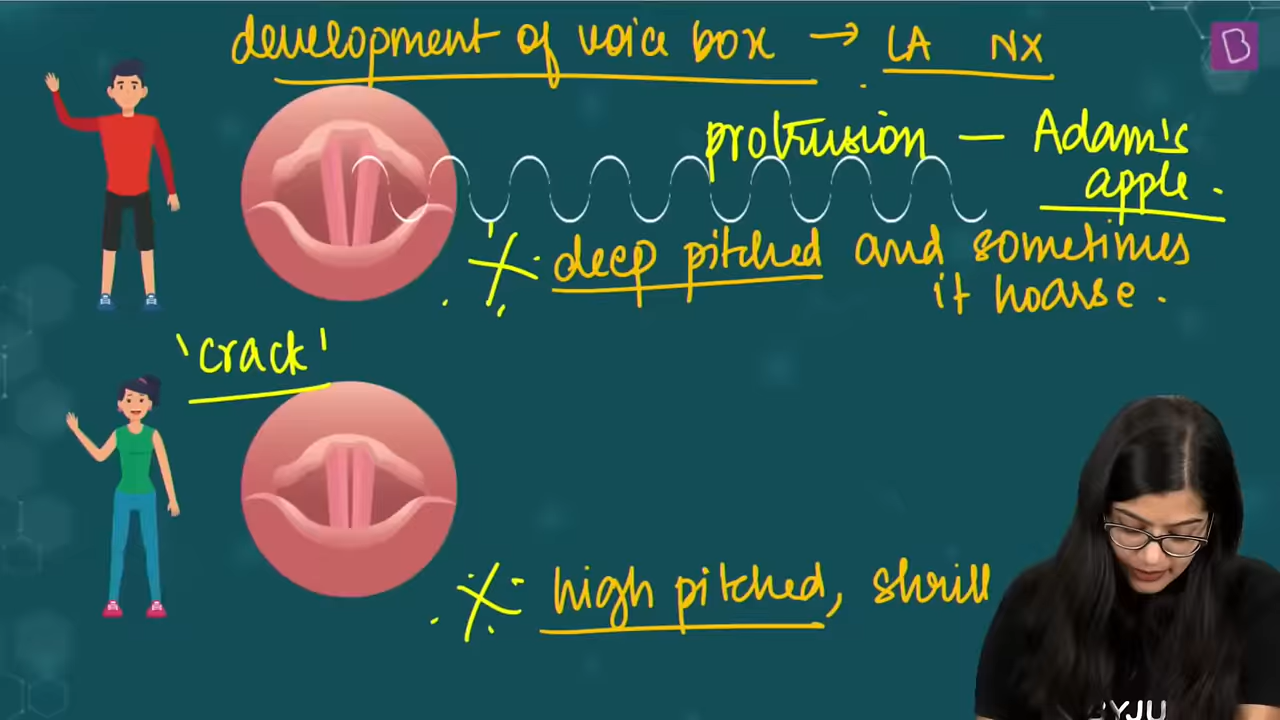 development of voice box → LA NX
B
protrusion — Adam's
apple.
deep pitched and sometimes
it hoarse.
'crack'
high pitched, shrill
BYJU